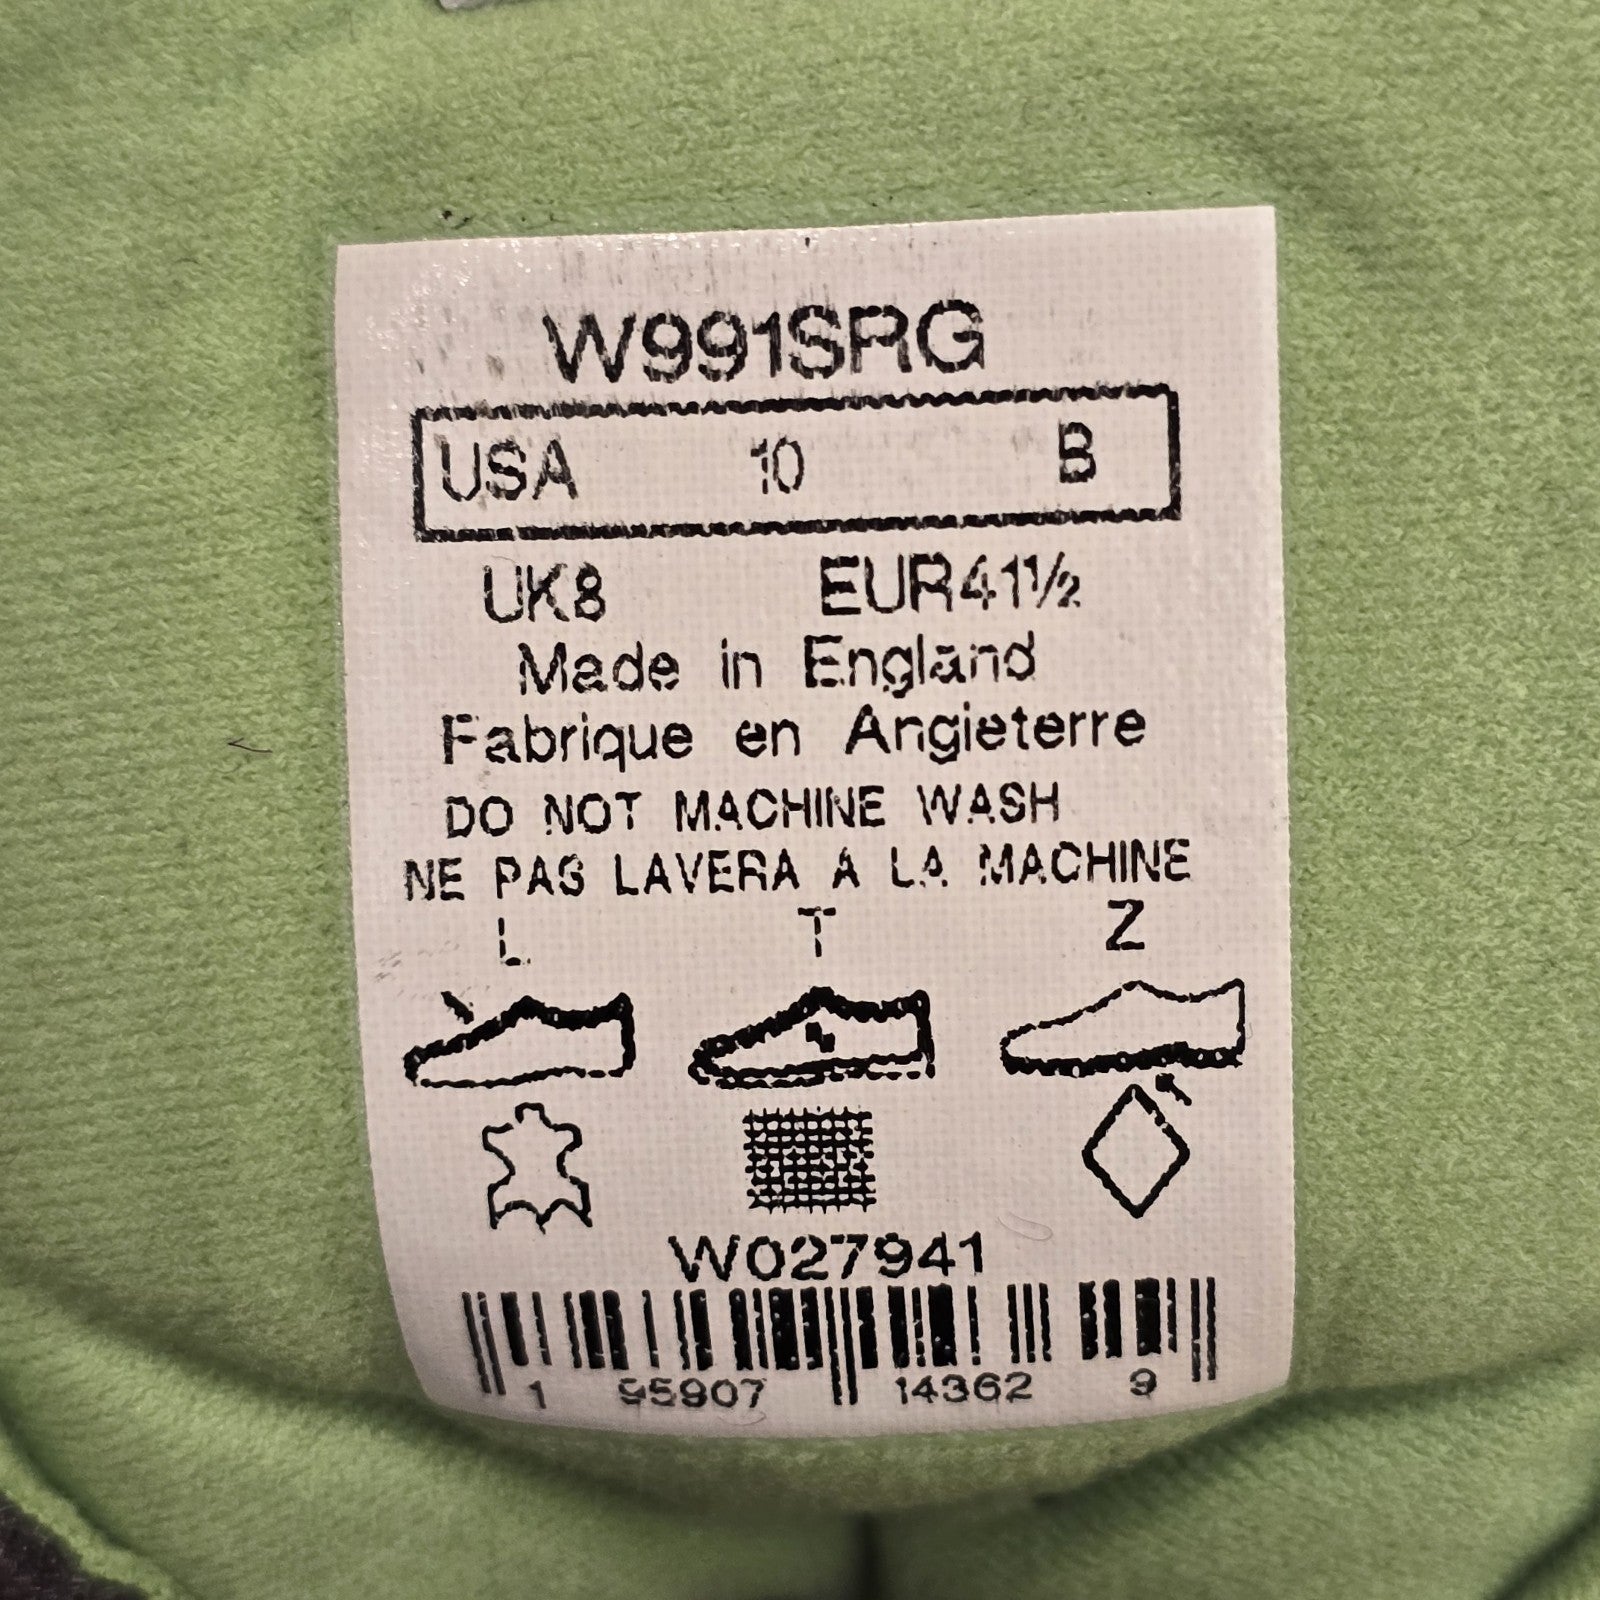 W991SRG
USA 10 B
UK8 EUR41½
Made in England
Fabrique en Angleterre
DO NOT MACHINE WASH
NE PAS LAVERA A LA MACHINE
L T Z
W027941
1 95907 14362 9